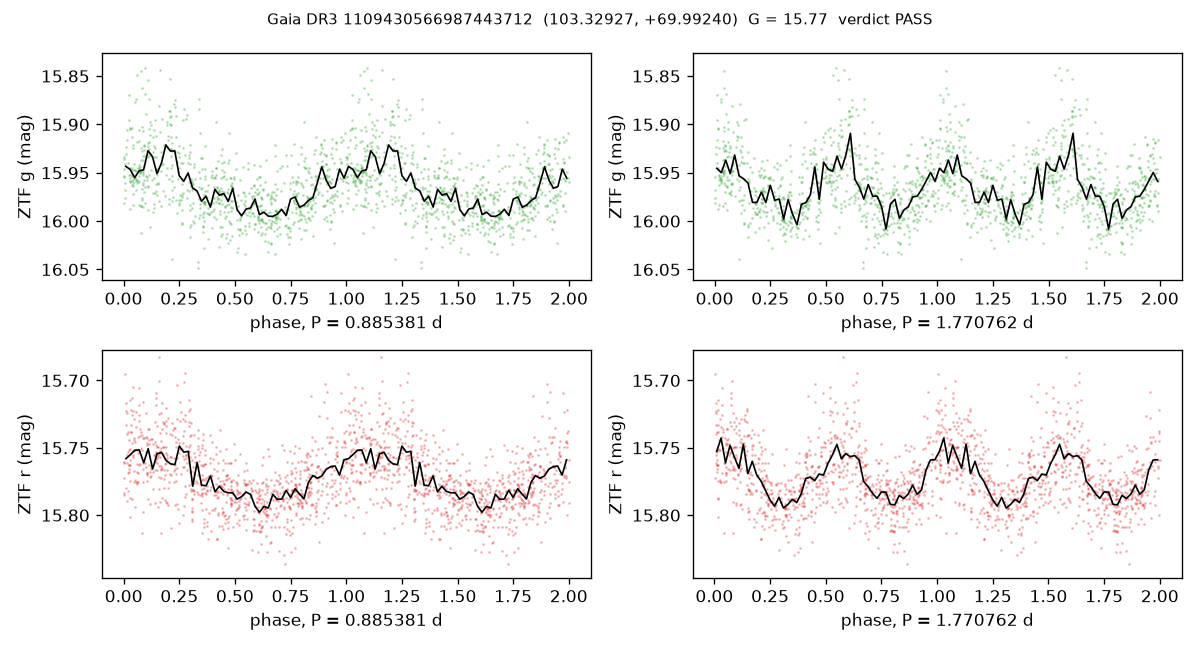 Gaia DR3 1109430566987443712 (103.32927, +69.99240) G = 15.77 verdict PASS
ZTF g (mag)
15.85
15.90
15.95
16.00
16.05
0.00 0.25 0.50 0.75 1.00 1.25 1.50 1.75 2.00
phase, P = 0.885381 d
ZTF g (mag)
15.85
15.90
15.95
16.00
16.05
0.00 0.25 0.50 0.75 1.00 1.25 1.50 1.75 2.00
phase, P = 1.770762 d
ZTF r (mag)
15.70
15.75
15.80
0.00 0.25 0.50 0.75 1.00 1.25 1.50 1.75 2.00
phase, P = 0.885381 d
ZTF r (mag)
15.70
15.75
15.80
0.00 0.25 0.50 0.75 1.00 1.25 1.50 1.75 2.00
phase, P = 1.770762 d